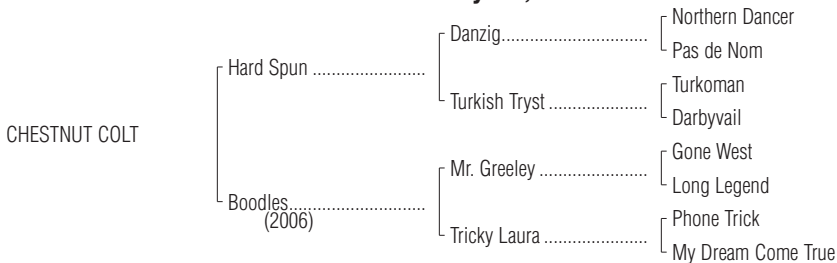 Northern Dancer
Danzig................................
Pas de Nom
Hard Spun ........................
Turkoman
Turkish Tryst .....................
Darbyvail
CHESTNUT COLT
Gone West
Mr. Greeley .......................
Long Legend
Boodles.............................
(2006)
Phone Trick
Tricky Laura ......................
My Dream Come True